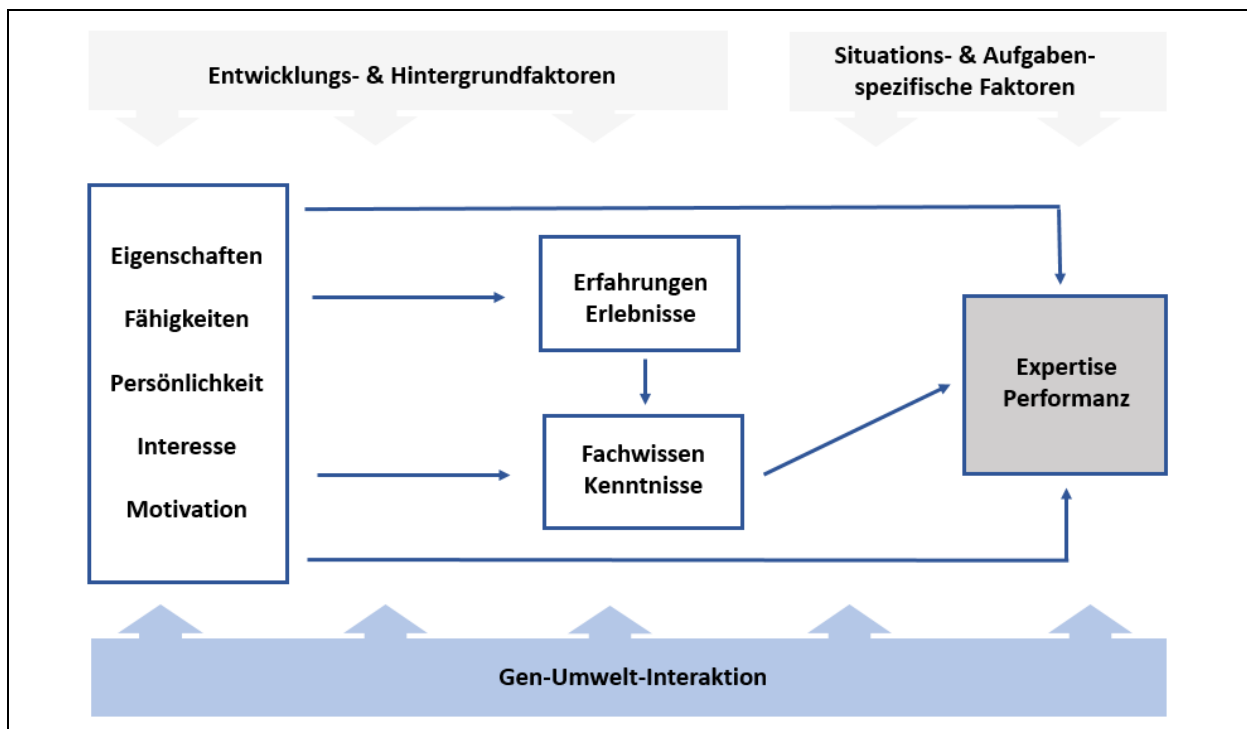 Entwicklungs- & Hintergrundfaktoren
Situations- & Aufgaben-
spezifische Faktoren
Eigenschaften
Fähigkeiten
Persönlichkeit
Interesse
Motivation
Erfahrungen
Erlebnisse
Fachwissen
Kenntnisse
Expertise
Performanz
Gen-Umwelt-Interaktion